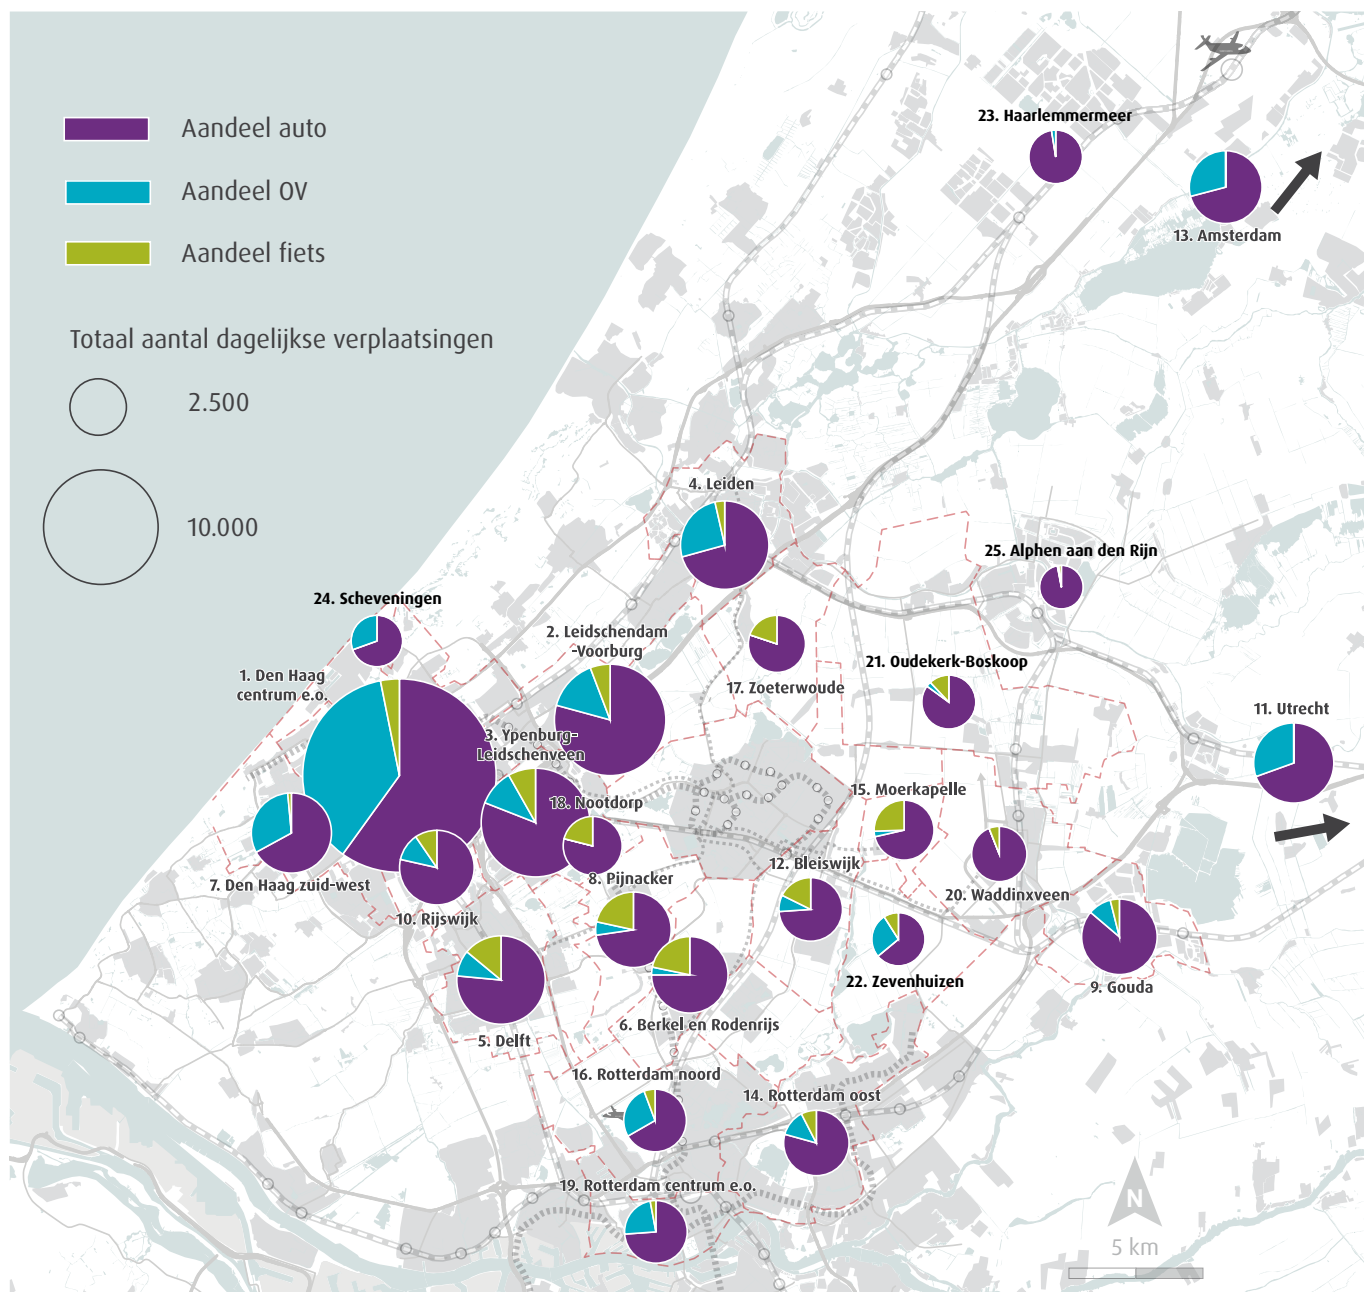 Aandeel auto
Aandeel OV
Aandeel fiets
Totaal aantal dagelijkse verplaatsingen
2.500
10.000
23. Haarlemmermeer
13. Amsterdam
4. Leiden
25. Alphen aan den Rijn
24. Scheveningen
2. Leidschendam
-Voorburg
1. Den Haag
centrum e.o.
17. Zoeterwoude
21. Oudekerk-Boskoop
11. Utrecht
3. Ypenburg-
Leidschenveen
18. Nootdorp
15. Moerkapelle
12. Bleiswijk
7. Den Haag zuid-west
8. Pijnacker
20. Waddinxveen
10. Rijswijk
22. Zevenhuizen
9. Gouda
6. Berkel en Rodenrijs
5. Delft
16. Rotterdam noord
14. Rotterdam oost
19. Rotterdam centrum e.o.
N
5 km